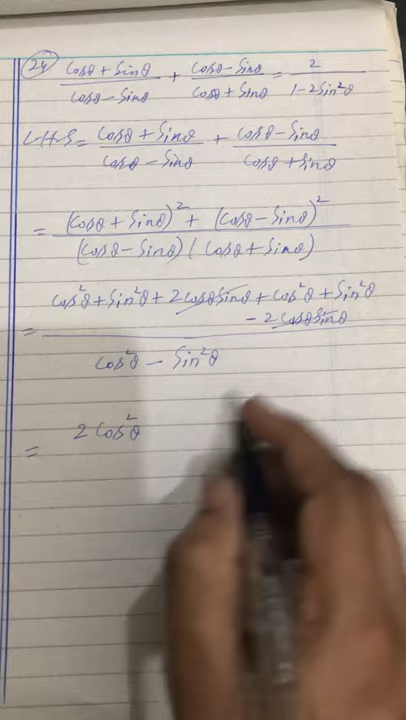 24 (cosθ + sinθ)/(cosθ - sinθ) + (cosθ - sinθ)/(cosθ + sinθ) = 2/(1 - 2sin²θ)
L.H.S = (cosθ + sinθ)/(cosθ - sinθ) + (cosθ - sinθ)/(cosθ + sinθ)
= ((cosθ + sinθ)² + (cosθ - sinθ)²)/((cosθ - sinθ)(cosθ + sinθ))
= (cos²θ + sin²θ + 2cosθsinθ + cos²θ + sin²θ - 2cosθsinθ)/(cos²θ - sin²θ)
= 2cos²θ